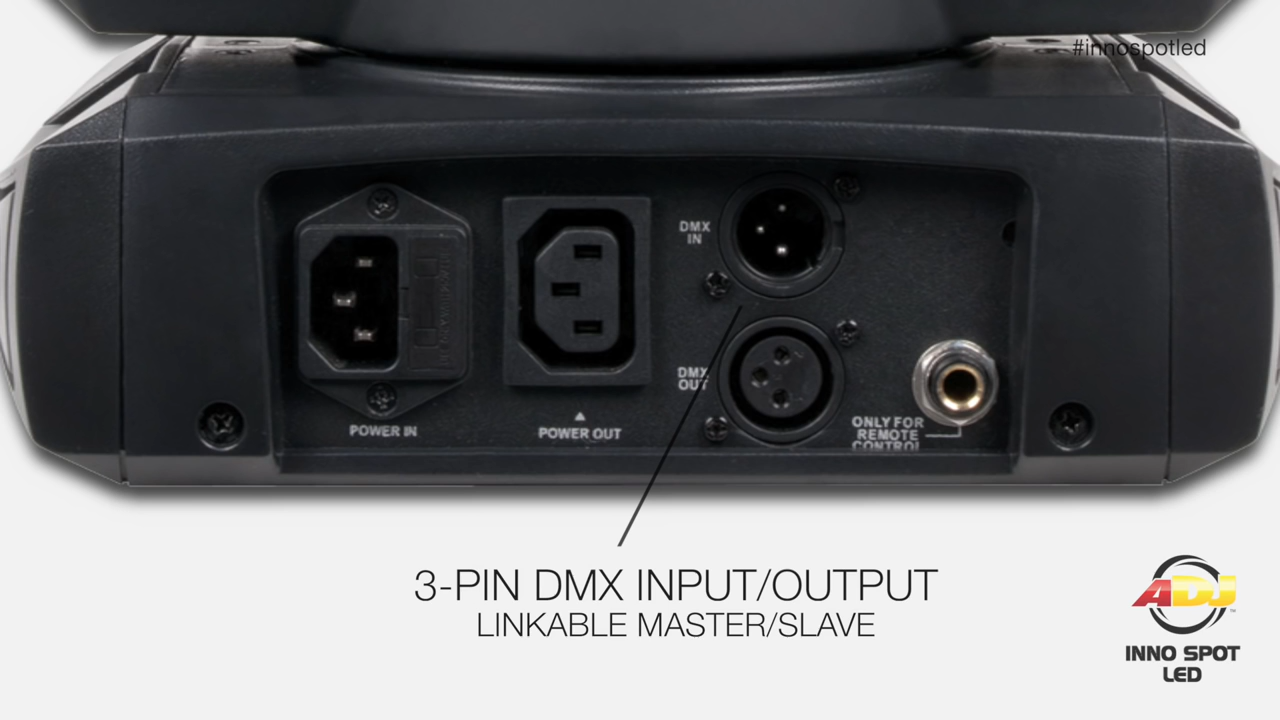 #innospotled
DMX
IN
DMX
OUT
POWER IN
POWER OUT
ONLY FOR
REMOTE
CONTROL
3-PIN DMX INPUT/OUTPUT
LINKABLE MASTER/SLAVE
ADJ
INNO SPOT
LED